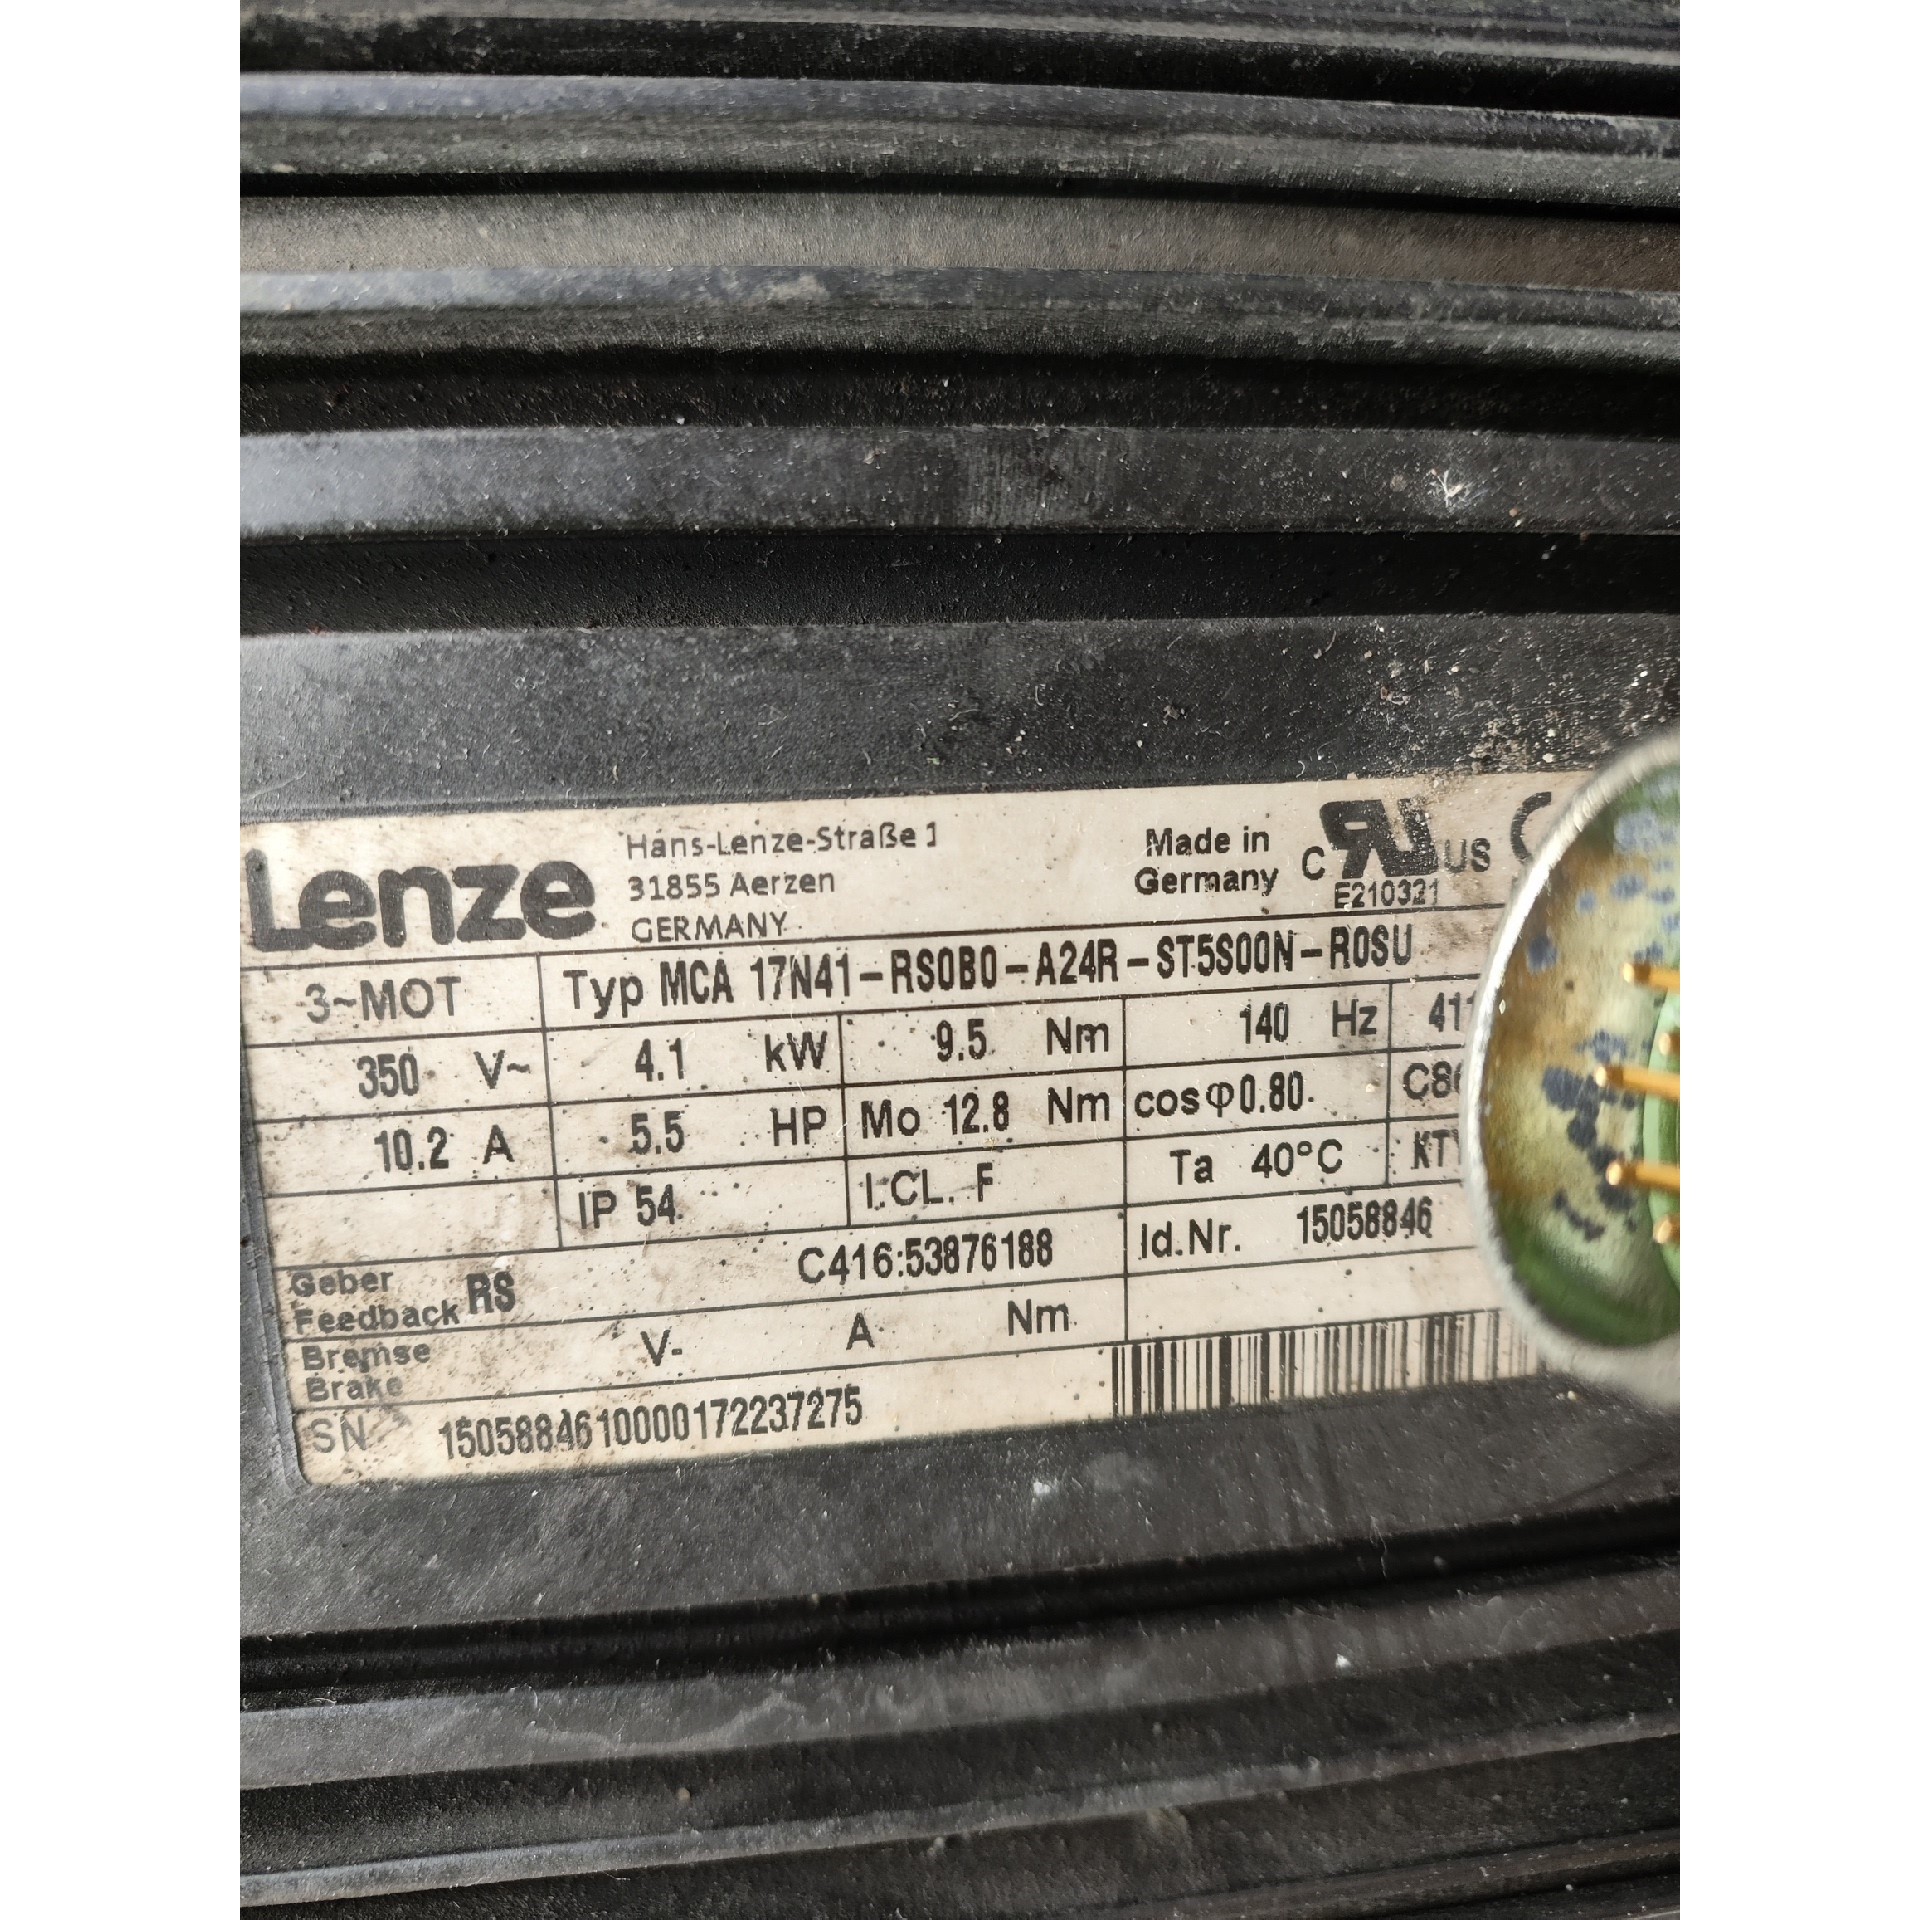 Lenze
Hans-Lenze-Straße 1
31855 Aerzen
GERMANY
Made in
Germany
C RU US
E210321
3~MOT Typ MCA 17N41-RS0B0-A24R-ST5S00N-R0SU
350 V~ 4.1 kW 9.5 Nm 140 Hz
10.2 A 5.5 HP Mo 12.8 Nm cosφ0.80
IP 54 I.CL. F Ta 40°C
Geber
Feedback RS C416:53876188 Id.Nr. 15058846
Bremse
Brake V- A Nm
SN 150588461000017223​7275